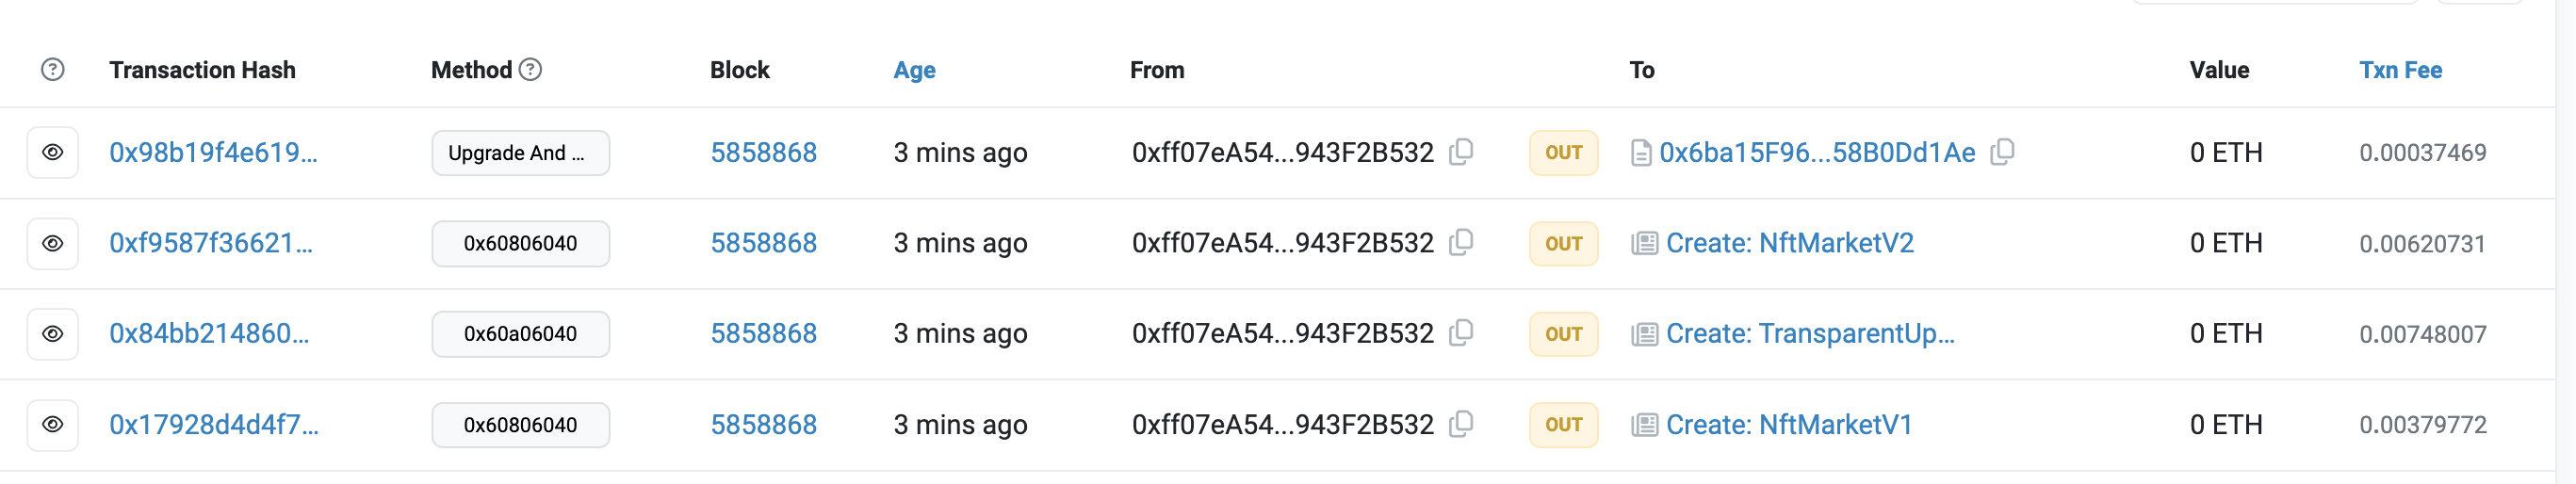 Transaction Hash Method Block Age From To Value Txn Fee
0x98b19f4e619... Upgrade And ... 5858868 3 mins ago 0xff07eA54...943F2B532 OUT 0x6ba15F96...58B0Dd1Ae 0 ETH 0.00037469
0xf9587f36621... 0x60806040 5858868 3 mins ago 0xff07eA54...943F2B532 OUT Create: NftMarketV2 0 ETH 0.00620731
0x84bb214860... 0x60a06040 5858868 3 mins ago 0xff07eA54...943F2B532 OUT Create: TransparentUp... 0 ETH 0.00748007
0x17928d4d4f7... 0x60806040 5858868 3 mins ago 0xff07eA54...943F2B532 OUT Create: NftMarketV1 0 ETH 0.00379772